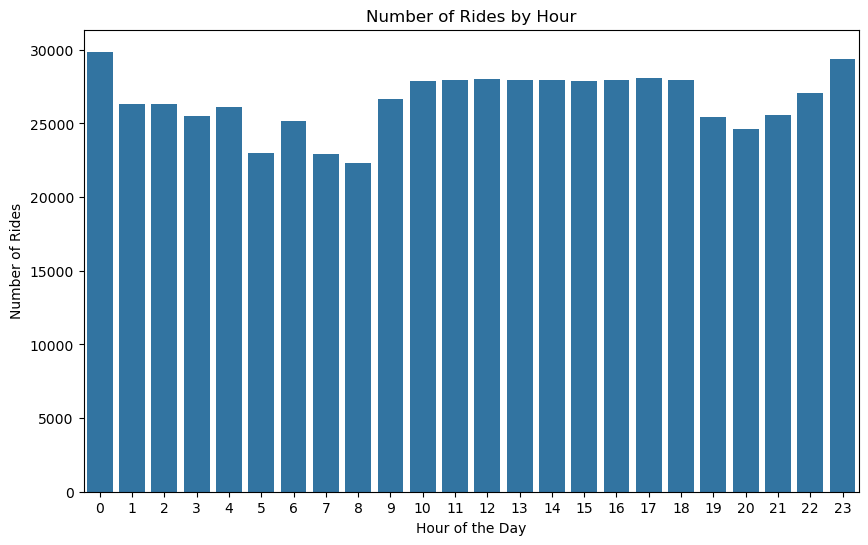 Number of Rides by Hour
Number of Rides
30000
25000
20000
15000
10000
5000
0
0 1 2 3 4 5 6 7 8 9 10 11 12 13 14 15 16 17 18 19 20 21 22 23
Hour of the Day